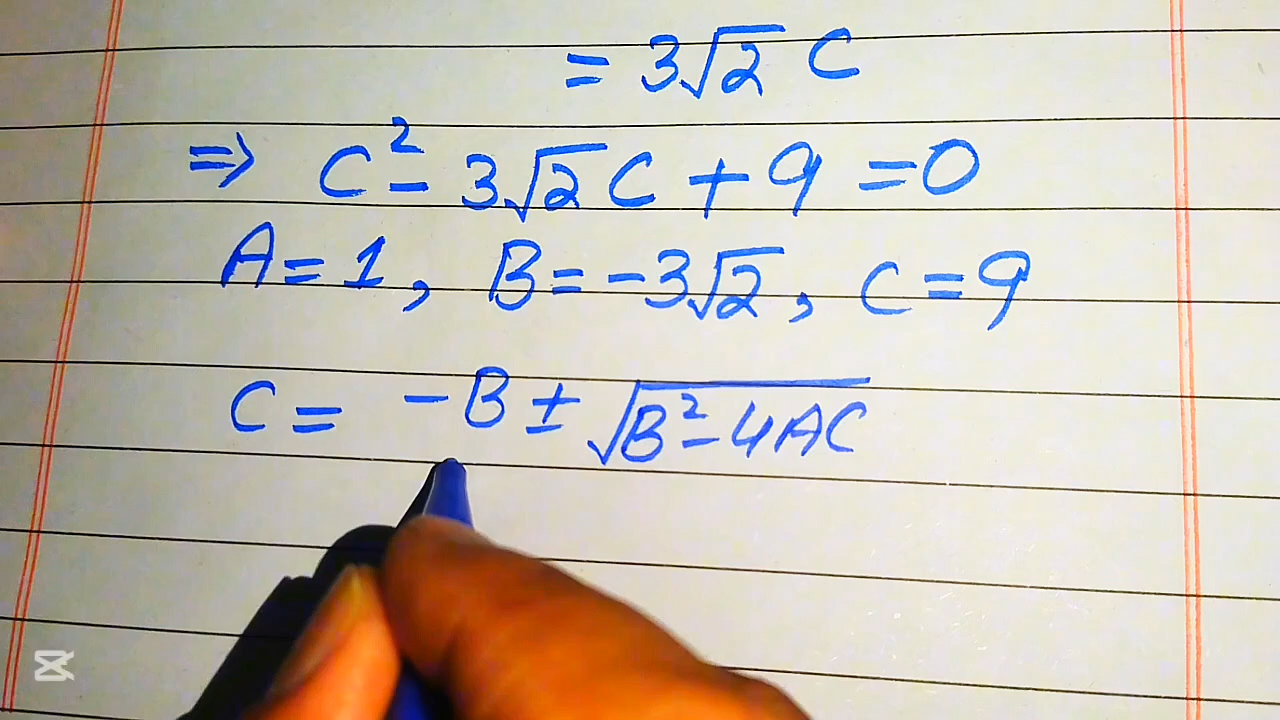 = 3√2 C
⇒ C² - 3√2 C + 9 = 0
A = 1, B = -3√2, C = 9
C = -B ± √B² - 4AC